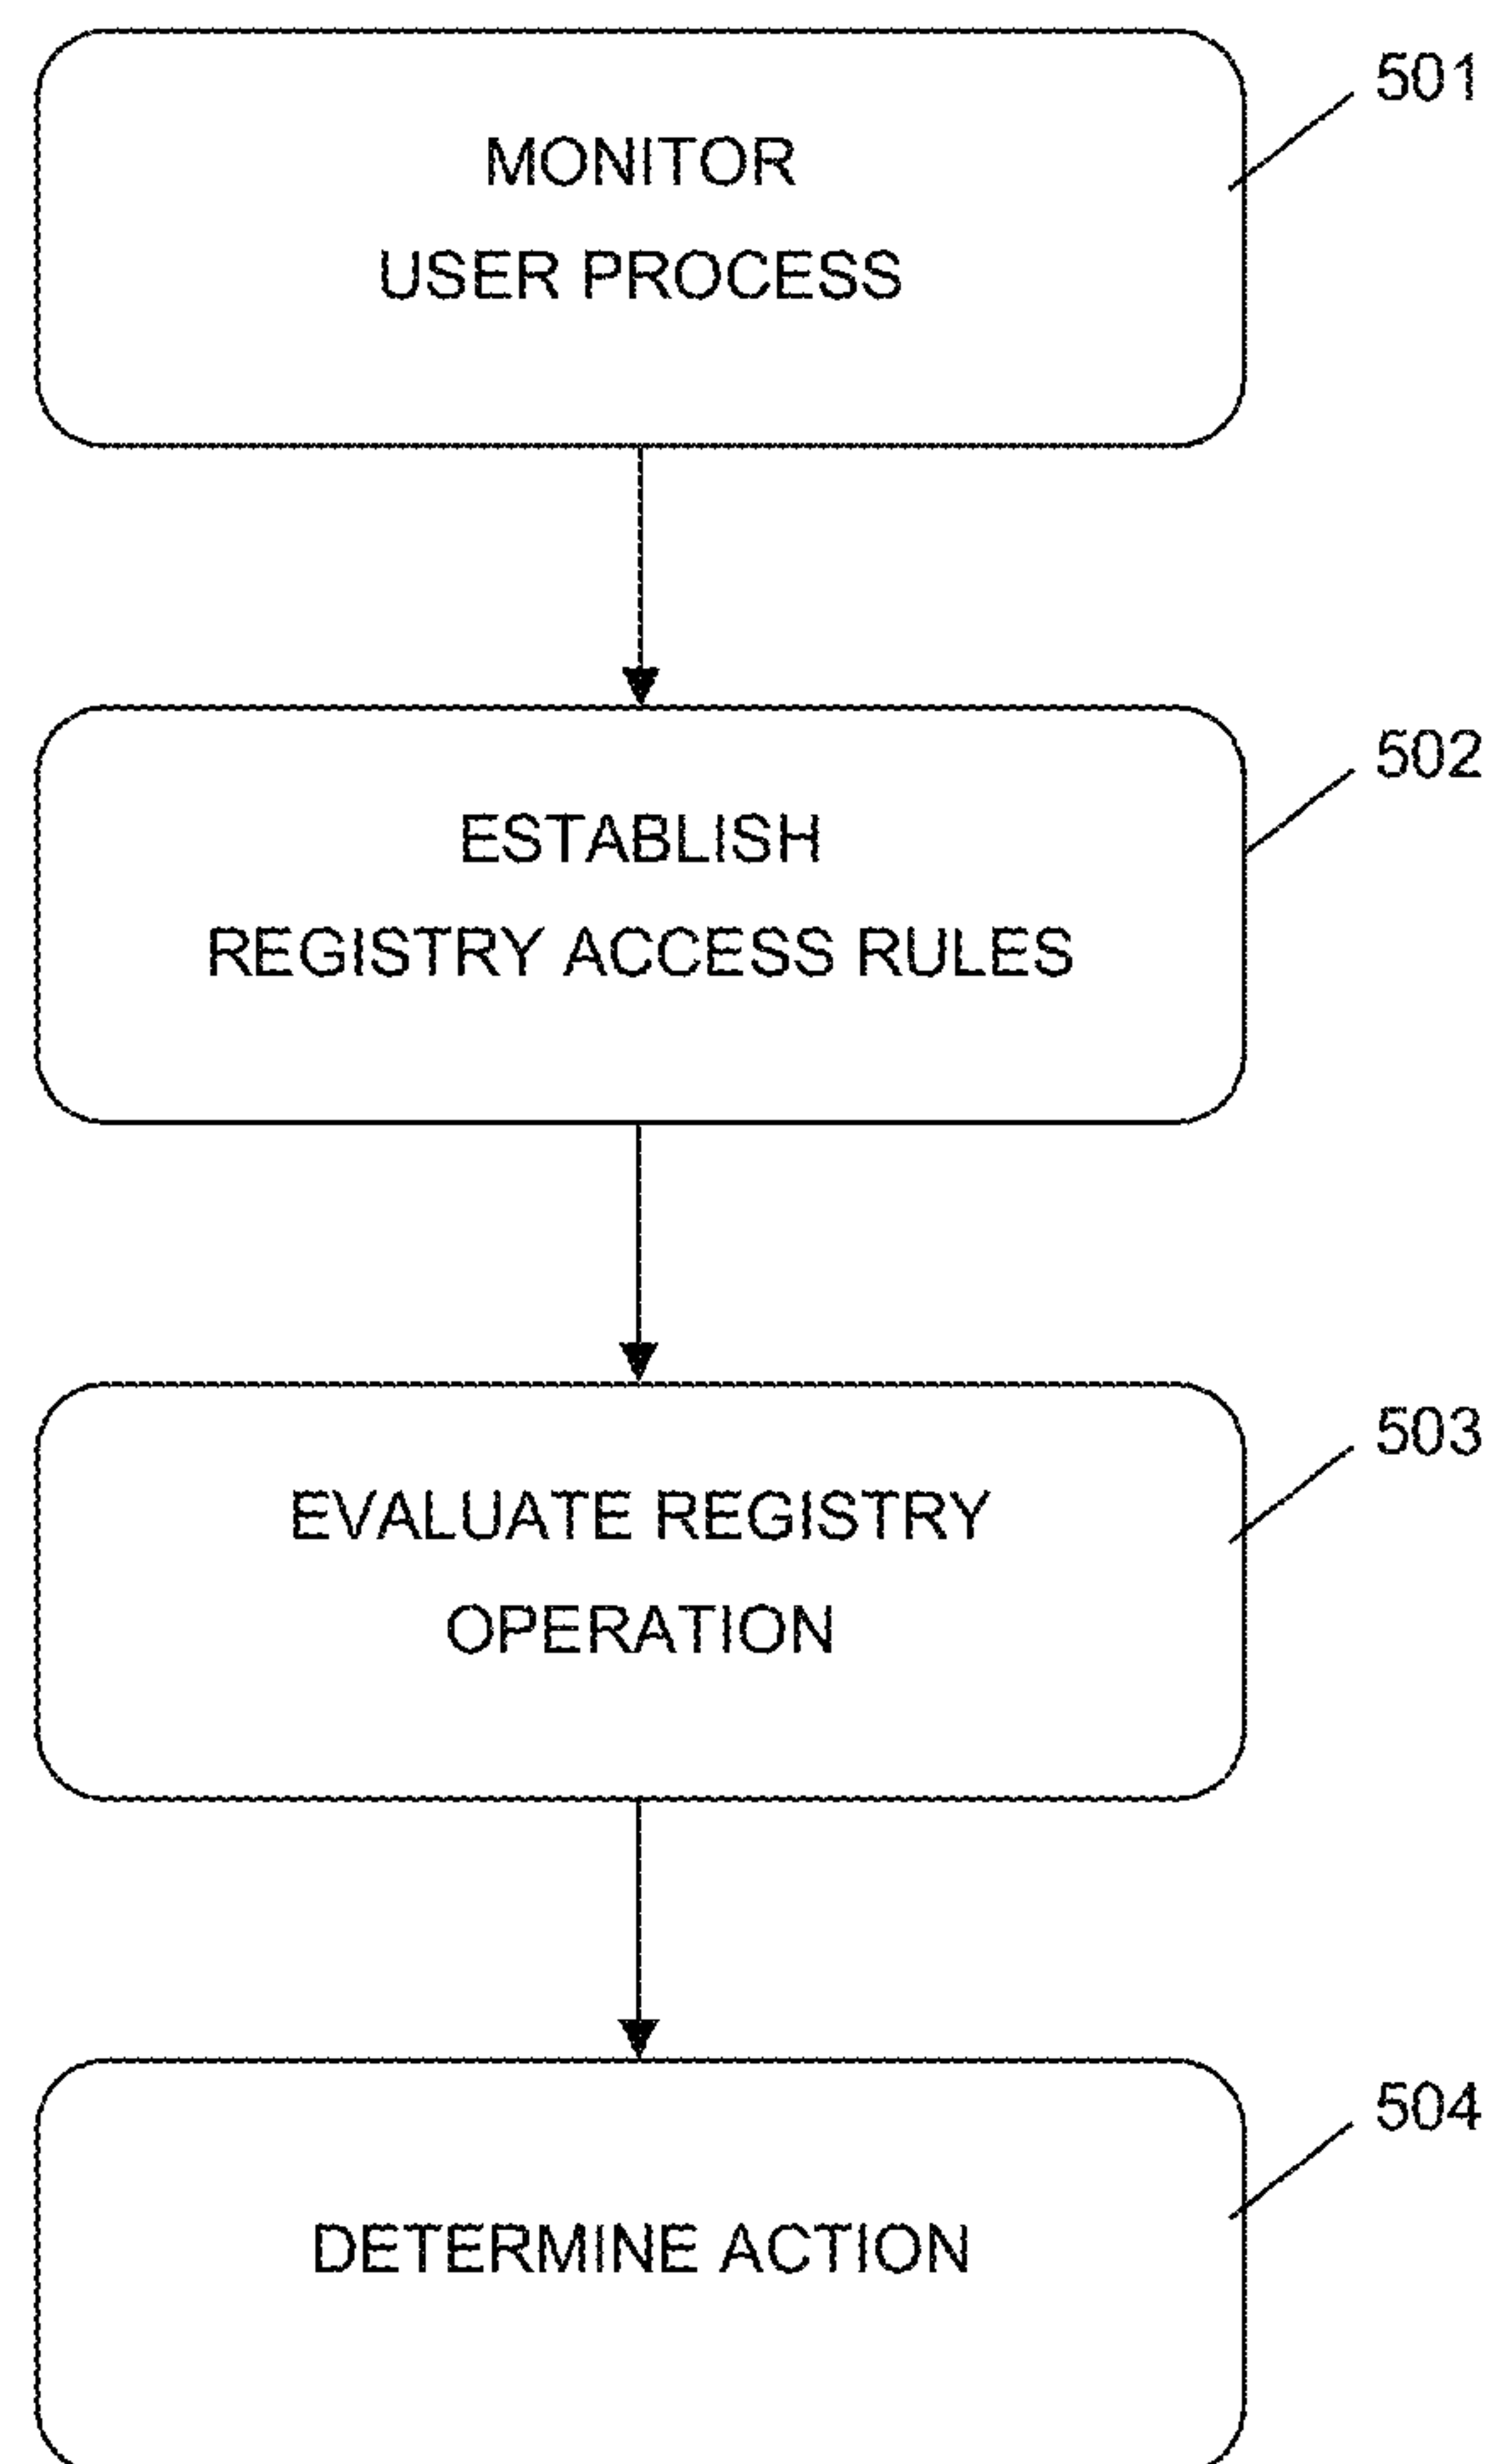 501
MONITOR
USER PROCESS
502
ESTABLISH
REGISTRY ACCESS RULES
503
EVALUATE REGISTRY
OPERATION
504
DETERMINE ACTION